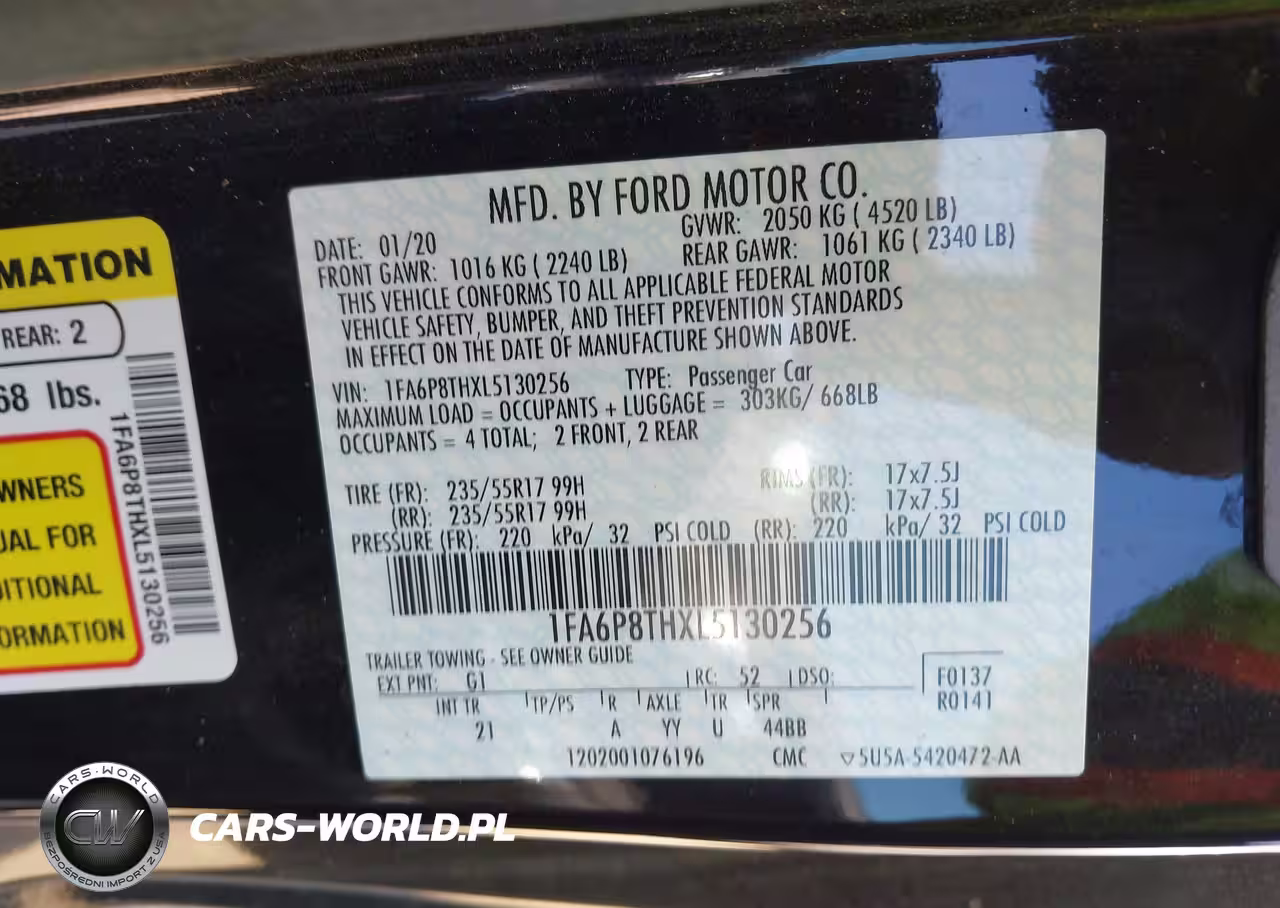 MATION
REAR: 2
68 lbs.
WNERS
UAL FOR
DITIONAL
FORMATION
1FA6P8THXL5130256
MFD. BY FORD MOTOR CO.
DATE: 01/20 GVWR: 2050 KG ( 4520 LB)
FRONT GAWR: 1016 KG ( 2240 LB) REAR GAWR: 1061 KG ( 2340 LB)
THIS VEHICLE CONFORMS TO ALL APPLICABLE FEDERAL MOTOR
VEHICLE SAFETY, BUMPER, AND THEFT PREVENTION STANDARDS
IN EFFECT ON THE DATE OF MANUFACTURE SHOWN ABOVE.
VIN: 1FA6P8THXL5130256 TYPE: Passenger Car
MAXIMUM LOAD = OCCUPANTS + LUGGAGE = 303KG/ 668LB
OCCUPANTS = 4 TOTAL; 2 FRONT, 2 REAR
TIRE (FR): 235/55R17 99H RIMS (FR): 17x7.5J
(RR): 235/55R17 99H (RR): 17x7.5J
PRESSURE (FR): 220 kPa/ 32 PSI COLD (RR): 220 kPa/ 32 PSI COLD
1FA6P8THXL5130256
TRAILER TOWING - SEE OWNER GUIDE
EXT PNT: G1 RC: 52 DSO: F0137
INT TR TP/PS R AXLE TR SPR R0141
21 A YY U 44BB
1202001076196 CMC ▽5U5A-5420472-AA
CARS-WORLD
CW
BEZPOŚREDNI IMPORT Z USA
CARS-WORLD.PL